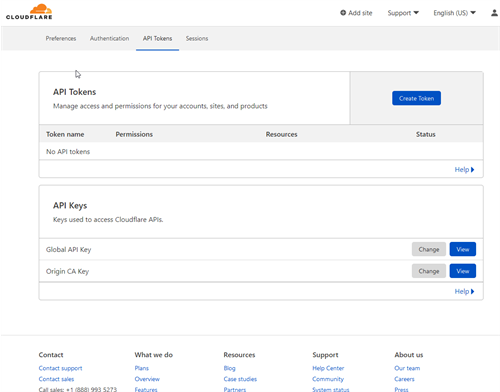 CLOUDFLARE
Add site Support English (US)
Preferences Authentication API Tokens Sessions
API Tokens
Manage access and permissions for your accounts, sites, and products
Create Token
Token name Permissions Resources Status
No API tokens
Help
API Keys
Keys used to access Cloudflare APIs.
Global API Key Change View
Origin CA Key Change View
Help
Contact What we do Resources Support About us
Contact support Plans Blog Help Center Our team
Contact sales Overview Case studies Community Careers
Call sales: +1 (888) 993 5273 Features Partners System status Press